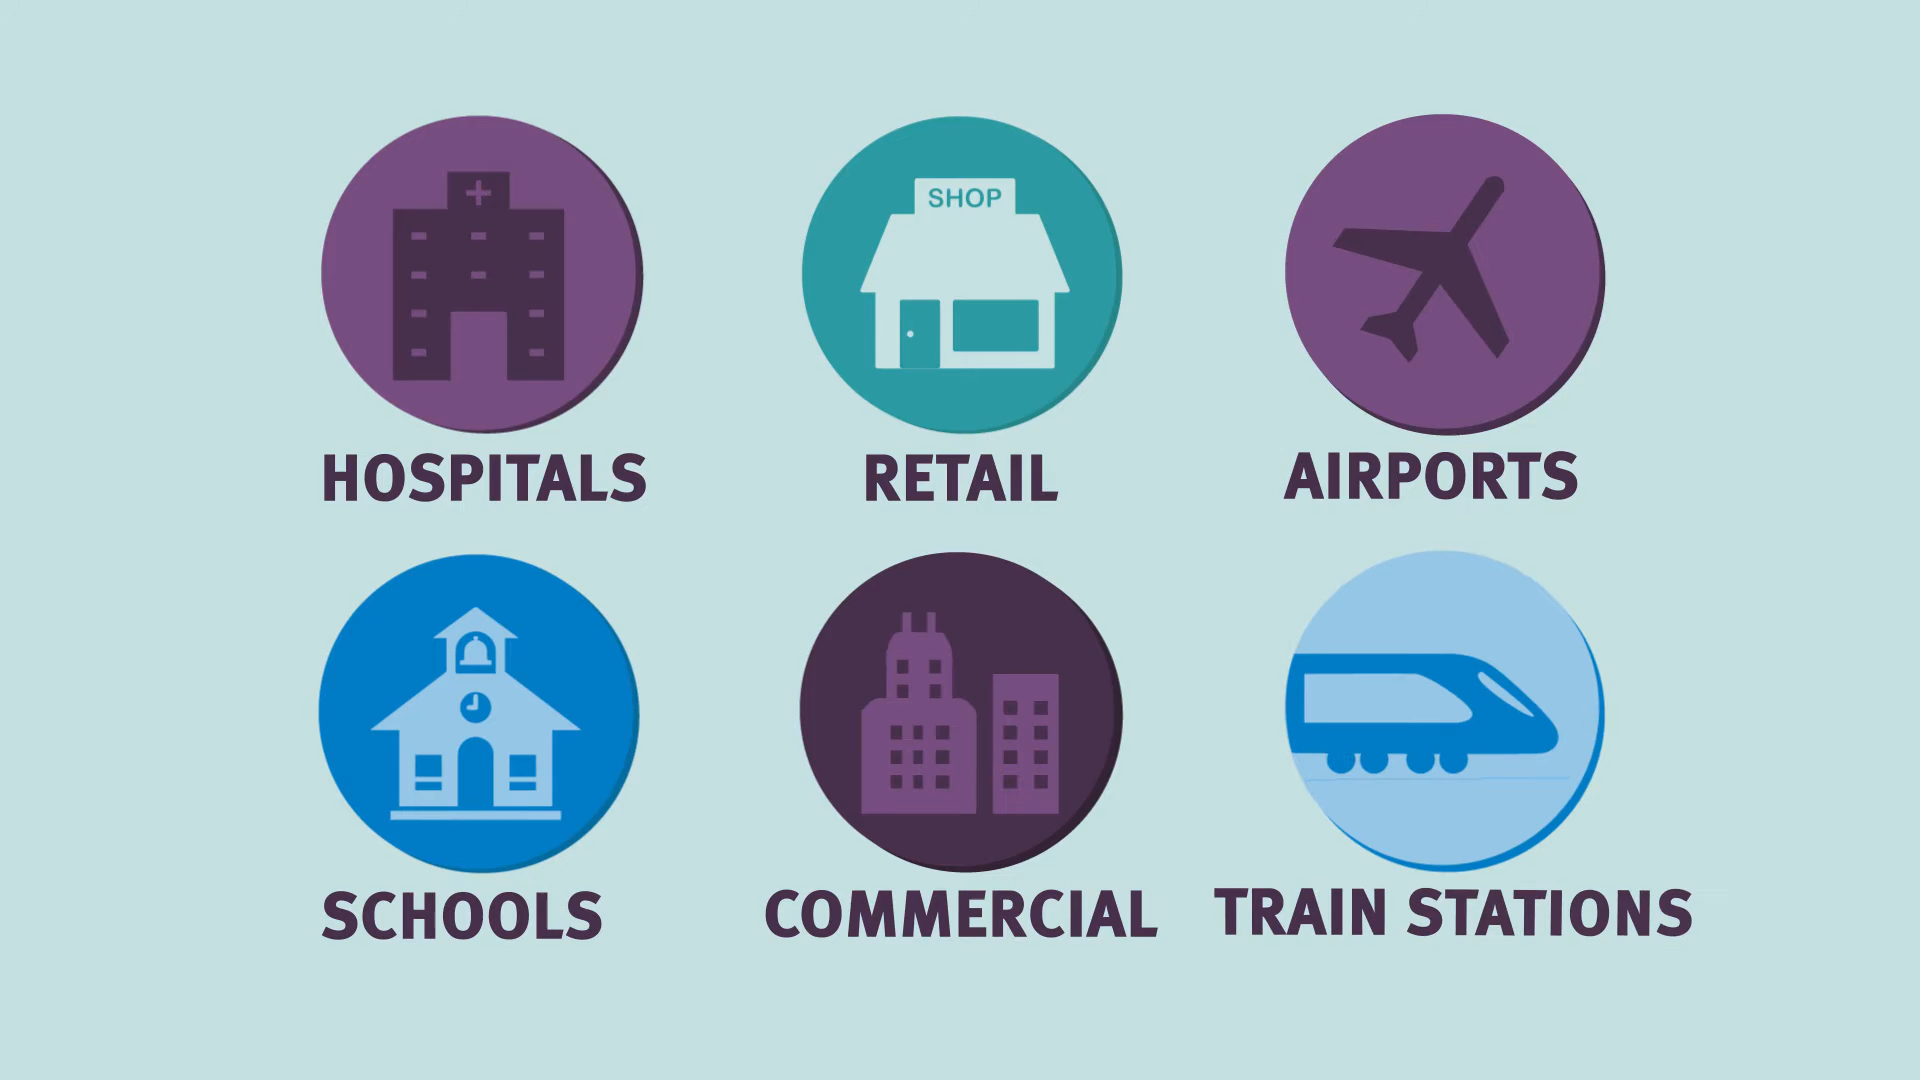 SHOP
HOSPITALS
RETAIL
AIRPORTS
SCHOOLS
COMMERCIAL
TRAIN STATIONS